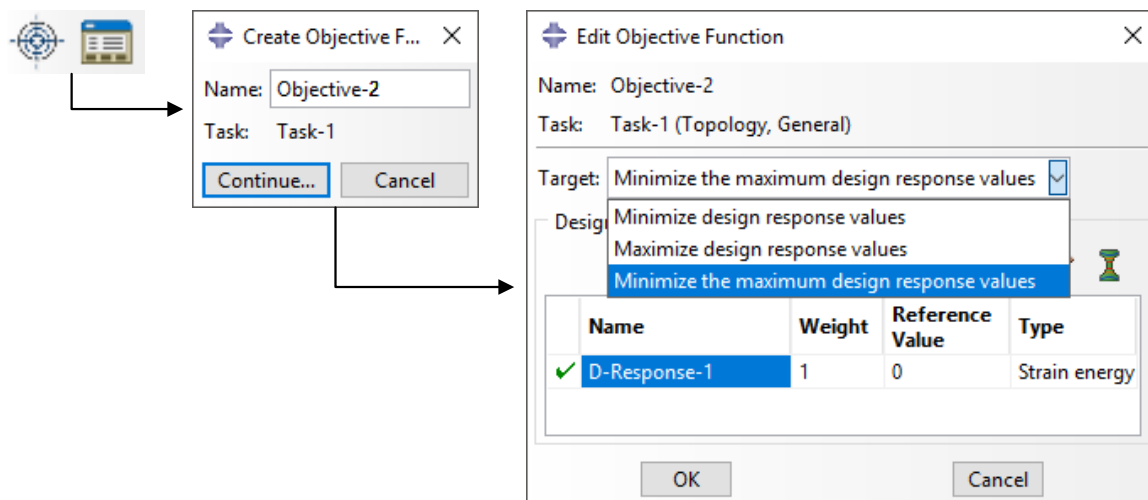 Create Objective F...
Name: Objective-2
Task: Task-1
Continue... Cancel
Edit Objective Function
Name: Objective-2
Task: Task-1 (Topology, General)
Target: Minimize the maximum design response values
Minimize design response values
Design
Maximize design response values
Minimize the maximum design response values
Name Weight Reference Value Type
D-Response-1 1 0 Strain energy
OK Cancel